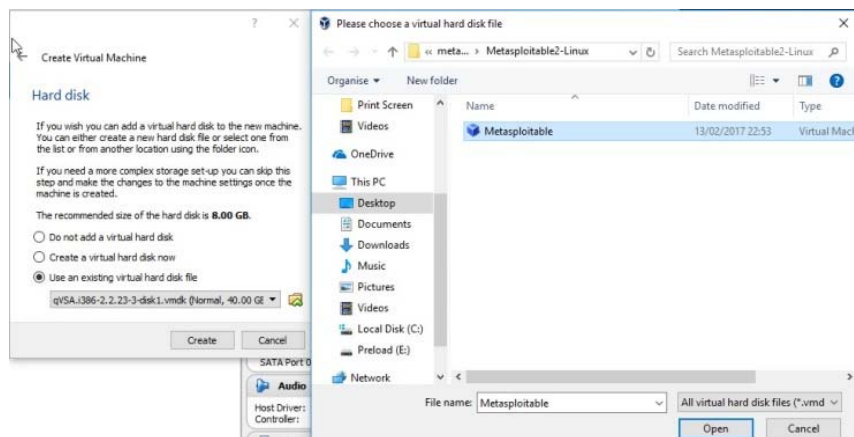 Create Virtual Machine
Hard disk
If you wish you can add a virtual hard disk to the new machine.
You can either create a new hard disk file or select one from
the list or from another location using the folder icon.
If you need a more complex storage set-up you can skip this
step and make the changes to the machine settings once the
machine is created.
The recommended size of the hard disk is 8.00 GB.
Do not add a virtual hard disk
Create a virtual hard disk now
Use an existing virtual hard disk file
qVSA.i386-2.2.23-3-disk1.vmdk (Normal, 40.00 GE
Create
Cancel
SATA Port 0
Audio
Host Driver:
Controller:
Please choose a virtual hard disk file
« meta... › Metasploitable2-Linux
Search Metasploitable2-Linux
Organise
New folder
Print Screen
Videos
OneDrive
This PC
Desktop
Documents
Downloads
Music
Pictures
Videos
Local Disk (C:)
Preload (E:)
Network
Name
Date modified
Type
Metasploitable
13/02/2017 22:53
Virtual Macl
File name:
Metasploitable
All virtual hard disk files (*.vmd
Open
Cancel